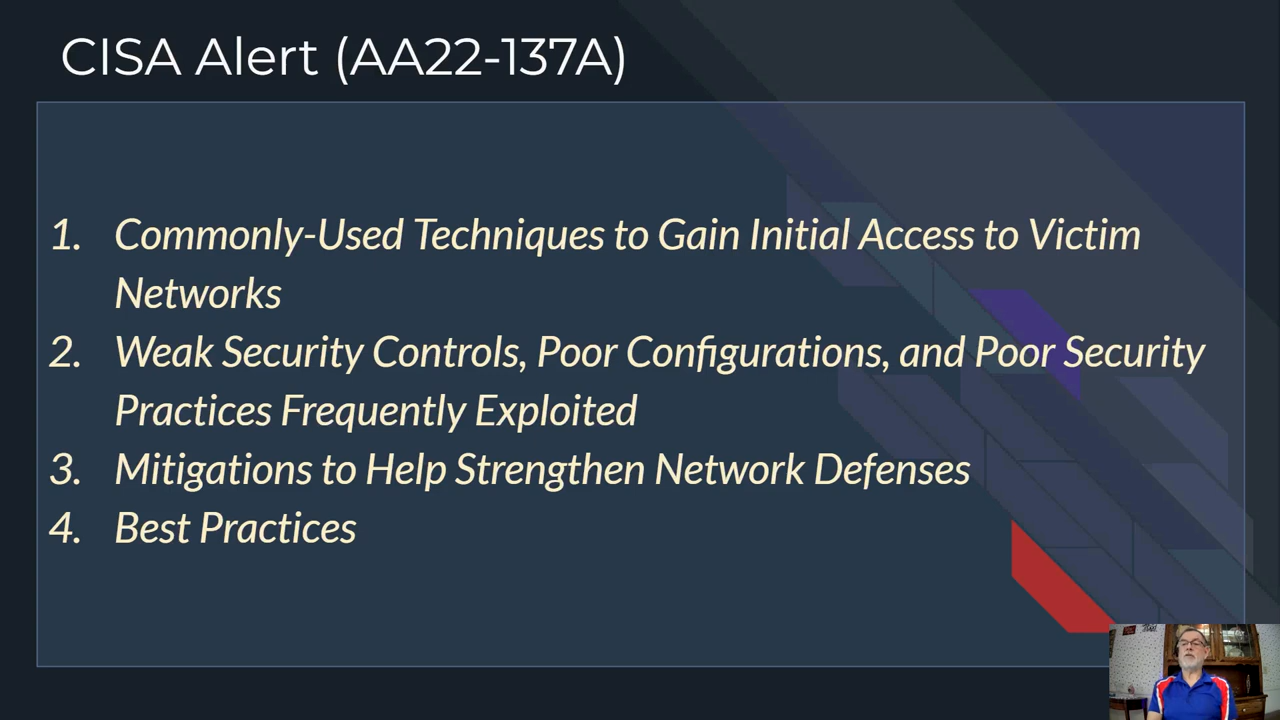 CISA Alert (AA22-137A)
1. Commonly-Used Techniques to Gain Initial Access to Victim
Networks
2. Weak Security Controls, Poor Configurations, and Poor Security
Practices Frequently Exploited
3. Mitigations to Help Strengthen Network Defenses
4. Best Practices